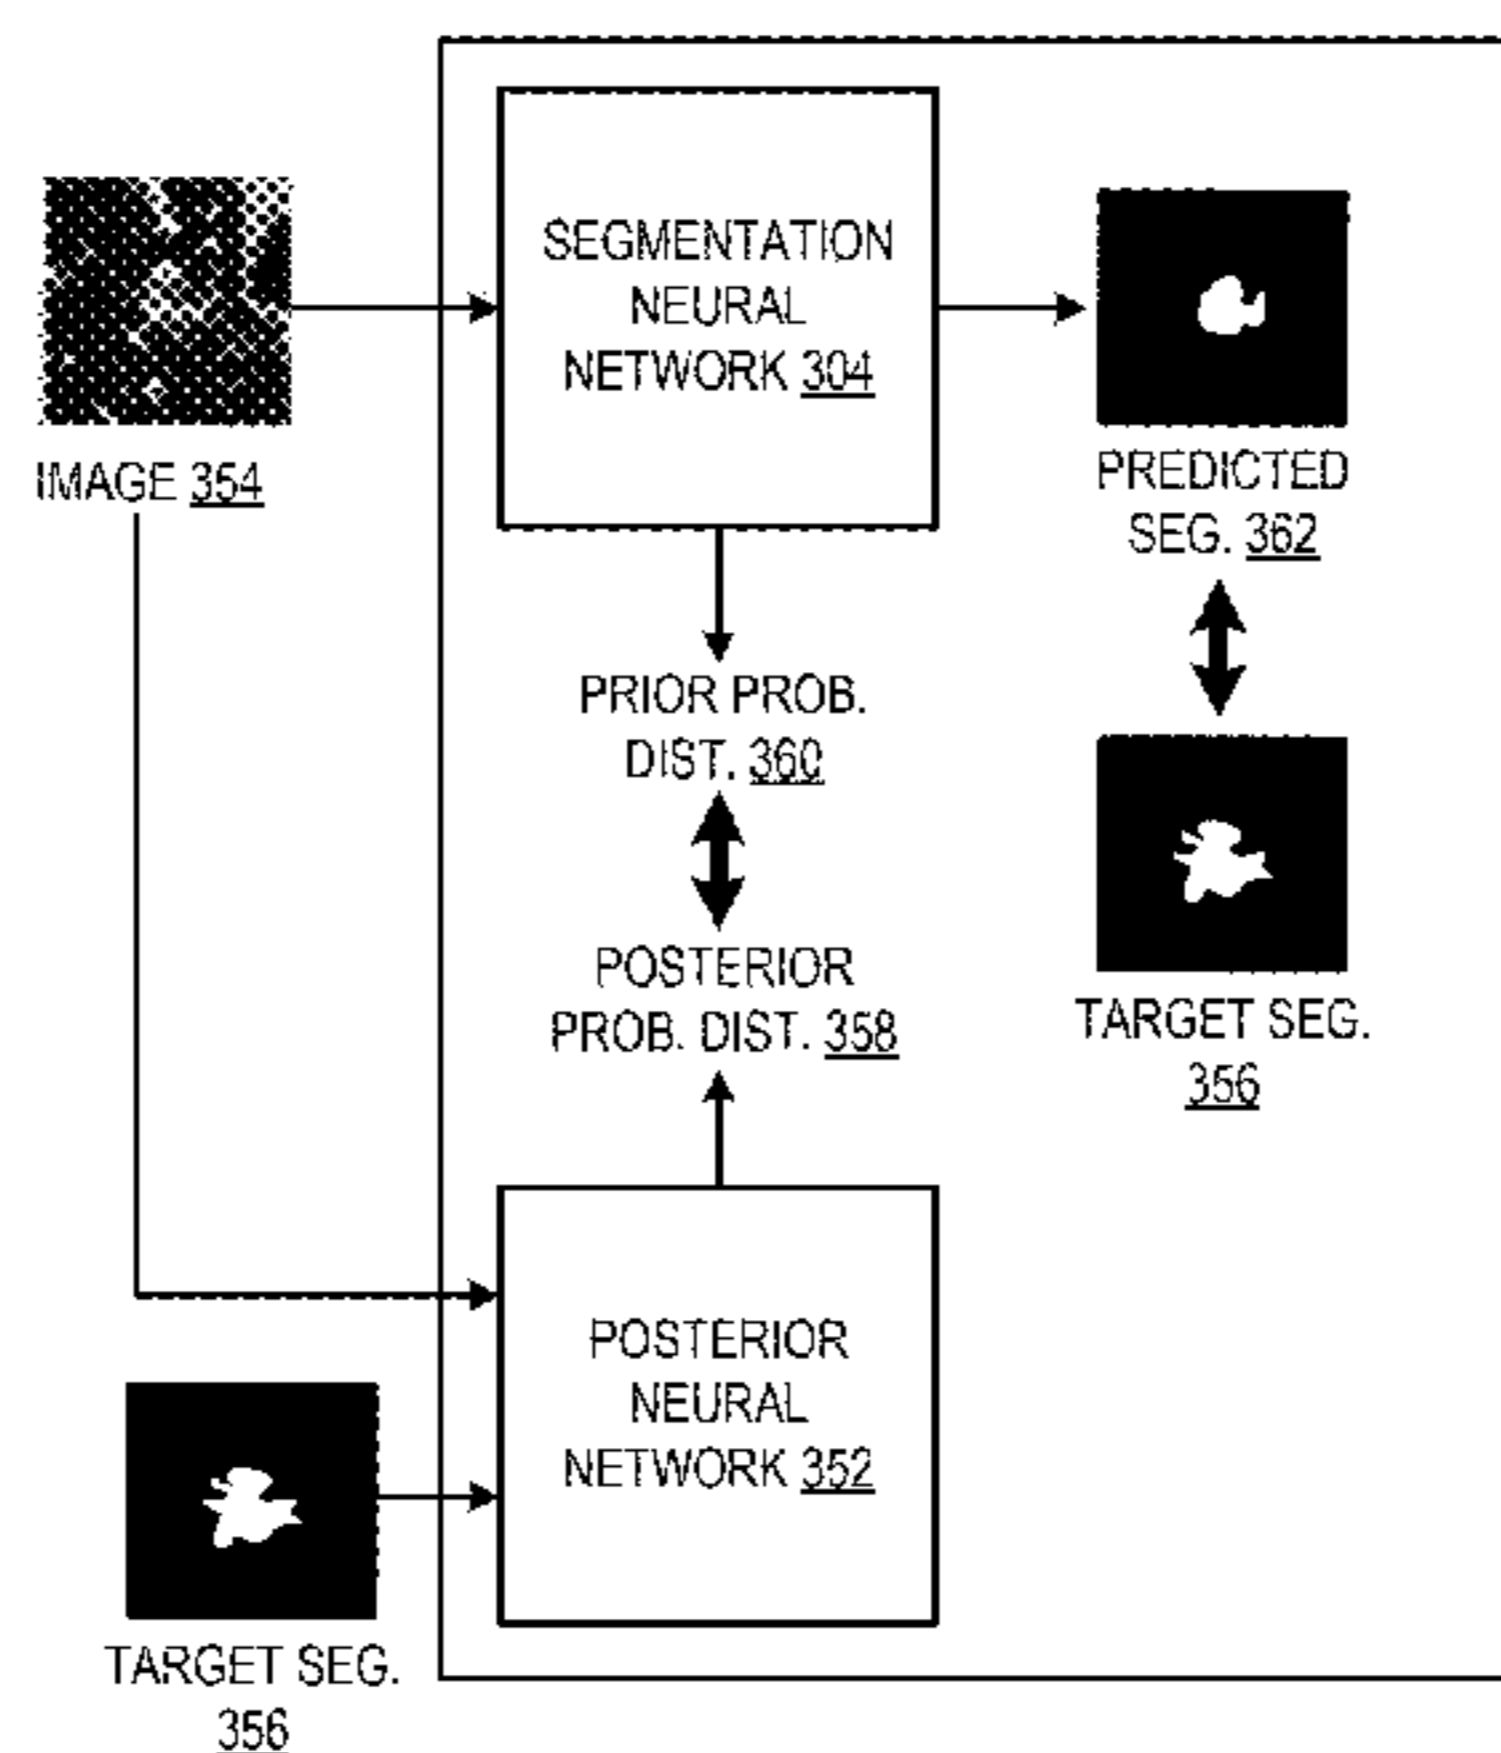 SEGMENTATION
NEURAL
NETWORK 304
IMAGE 354
PREDICTED
SEG. 362
PRIOR PROB.
DIST. 360
POSTERIOR
PROB. DIST. 358
TARGET SEG.
356
POSTERIOR
NEURAL
NETWORK 352
TARGET SEG.
356